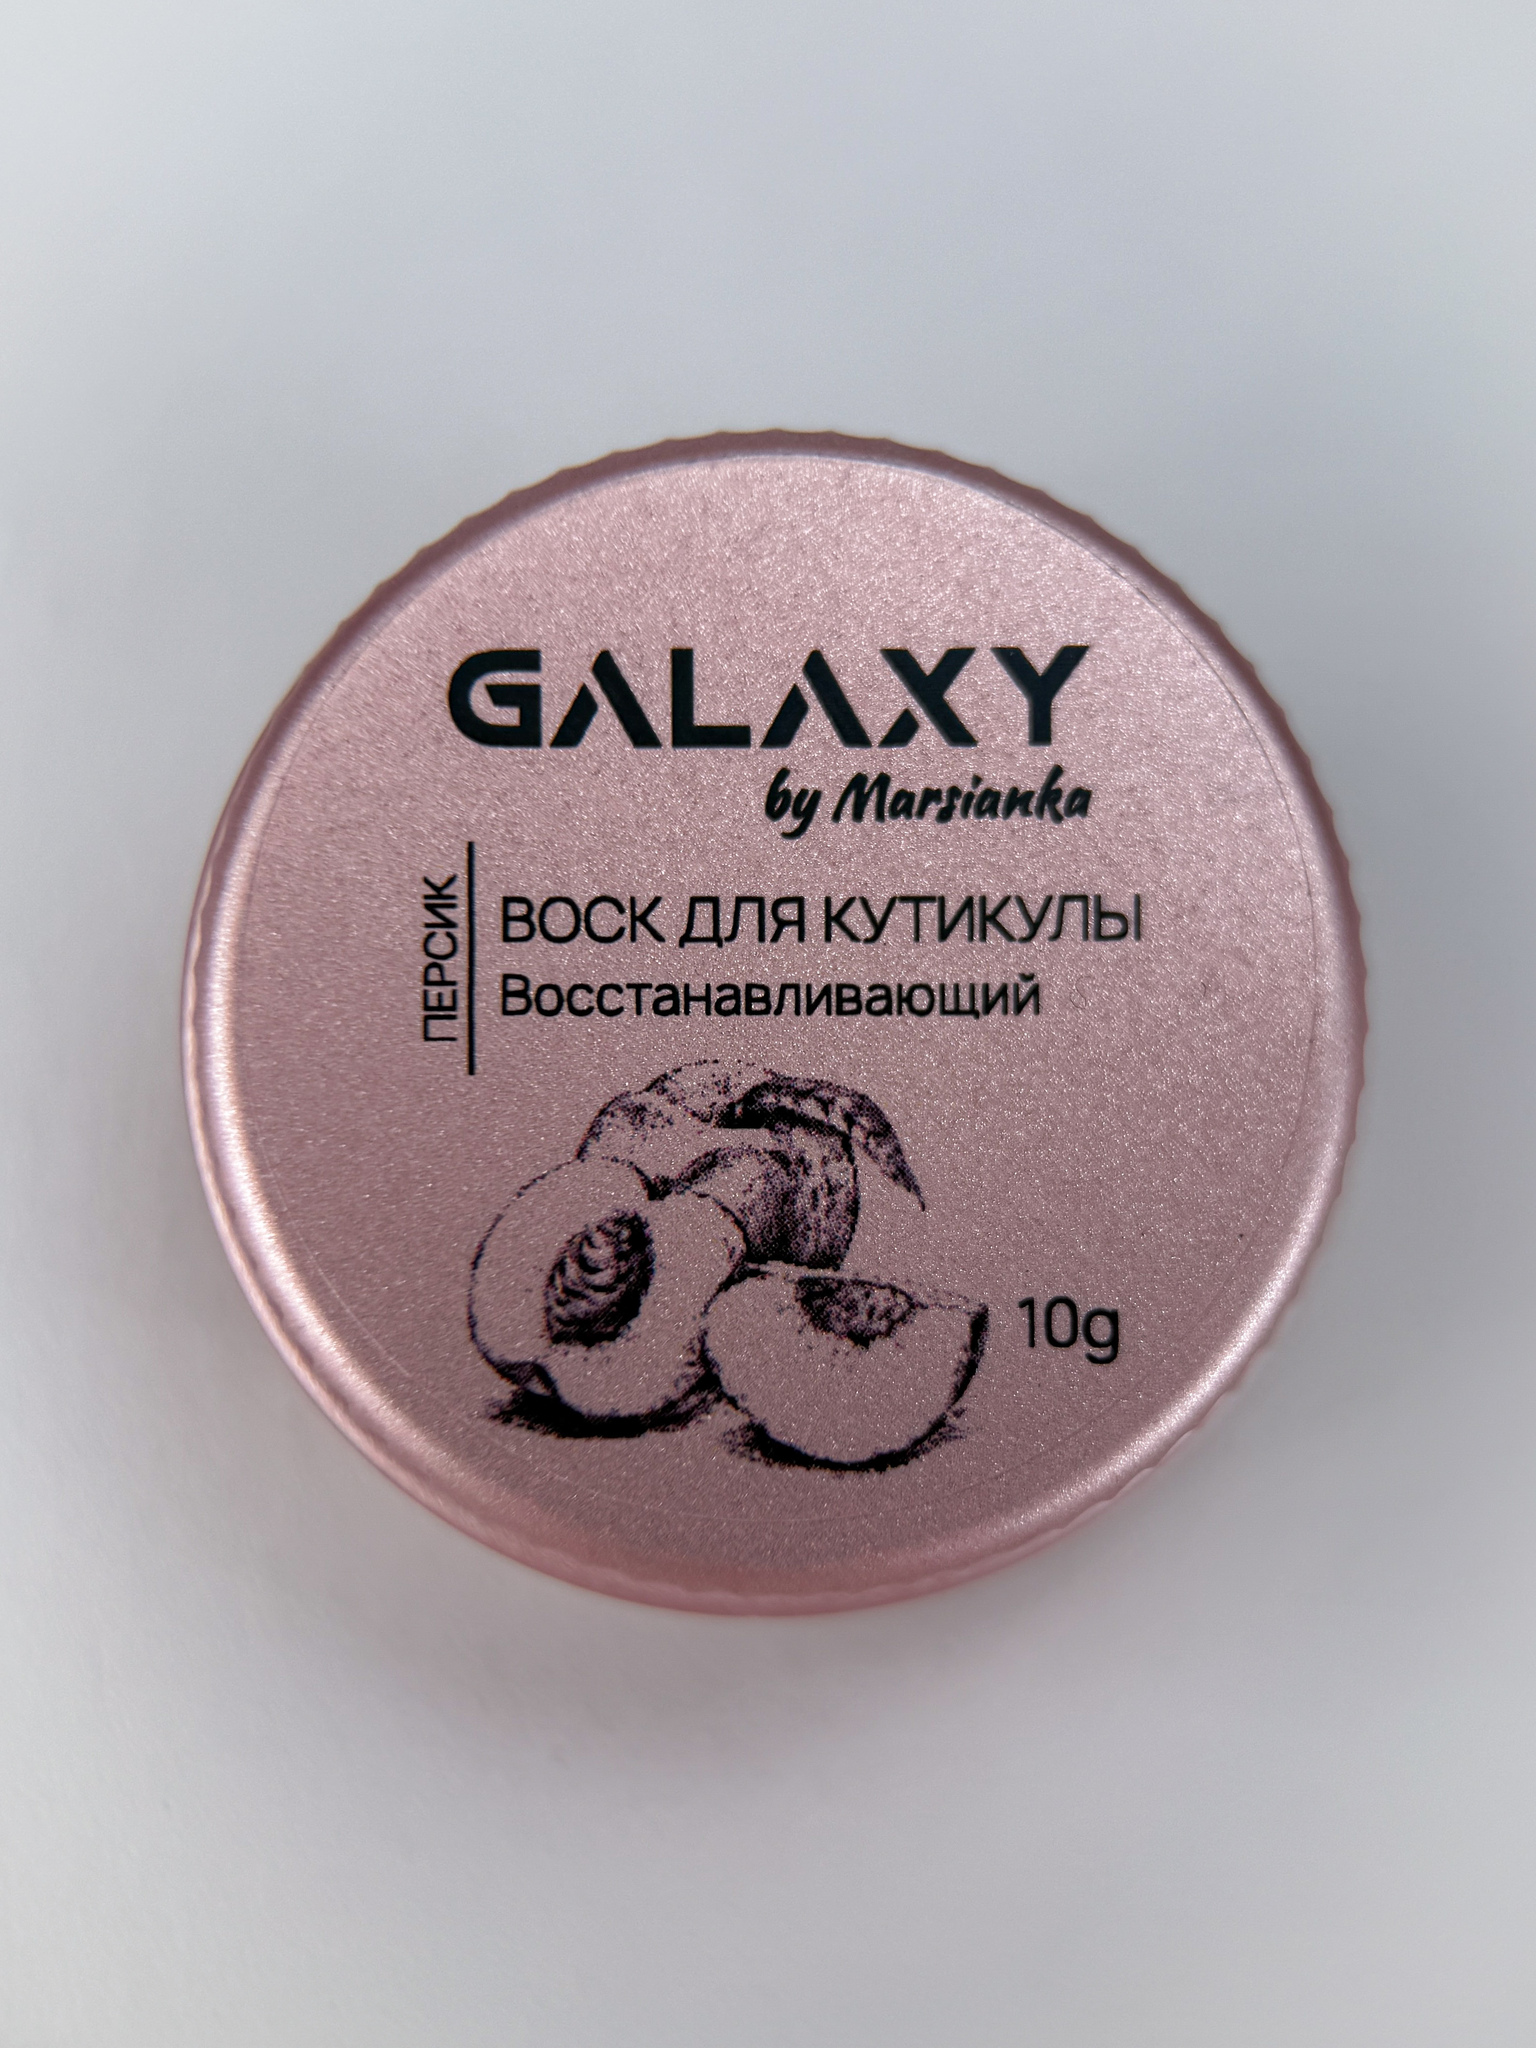 GALAXY
by Marsianka
ПЕРСИК
ВОСК ДЛЯ КУТИКУЛЫ
Восстанавливающий
10g